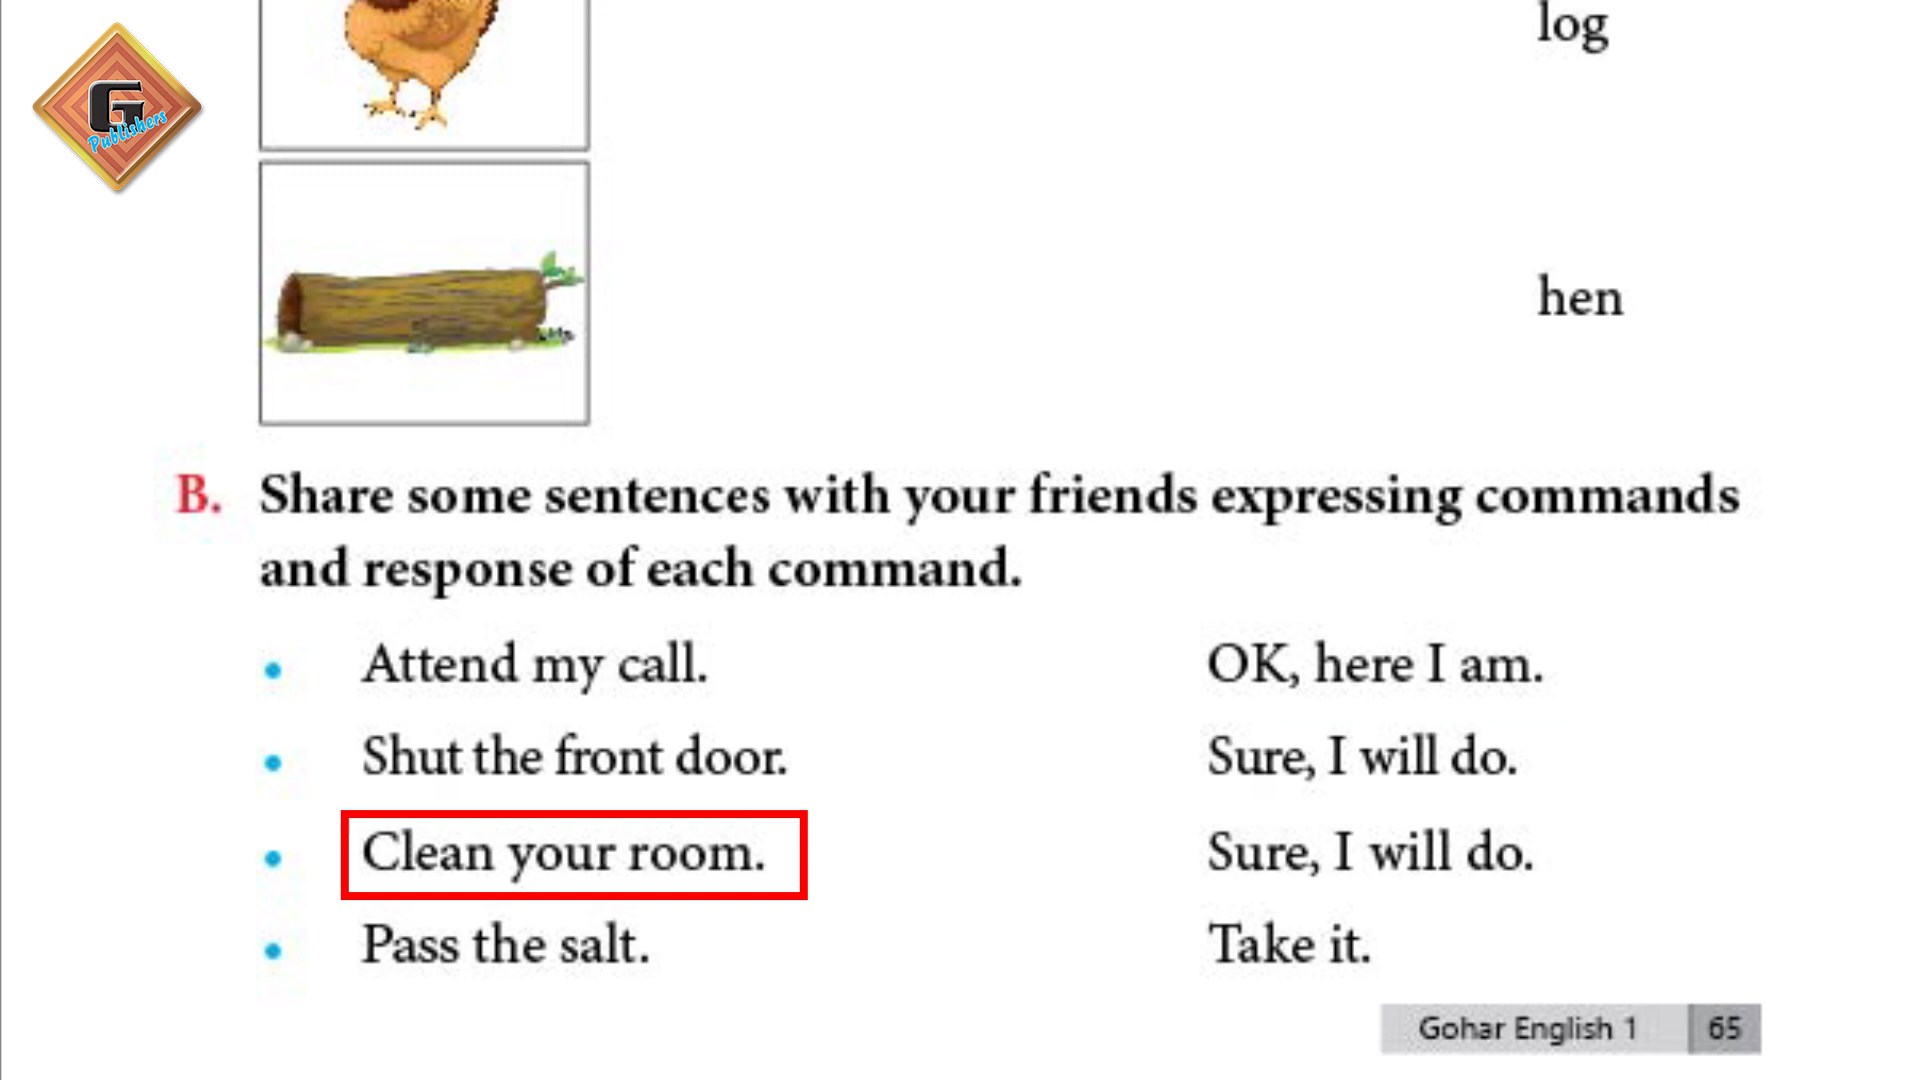 G
Publishers
log
hen
B. Share some sentences with your friends expressing commands
and response of each command.
• Attend my call. OK, here I am.
• Shut the front door. Sure, I will do.
• Clean your room. Sure, I will do.
• Pass the salt. Take it.
Gohar English 1 65